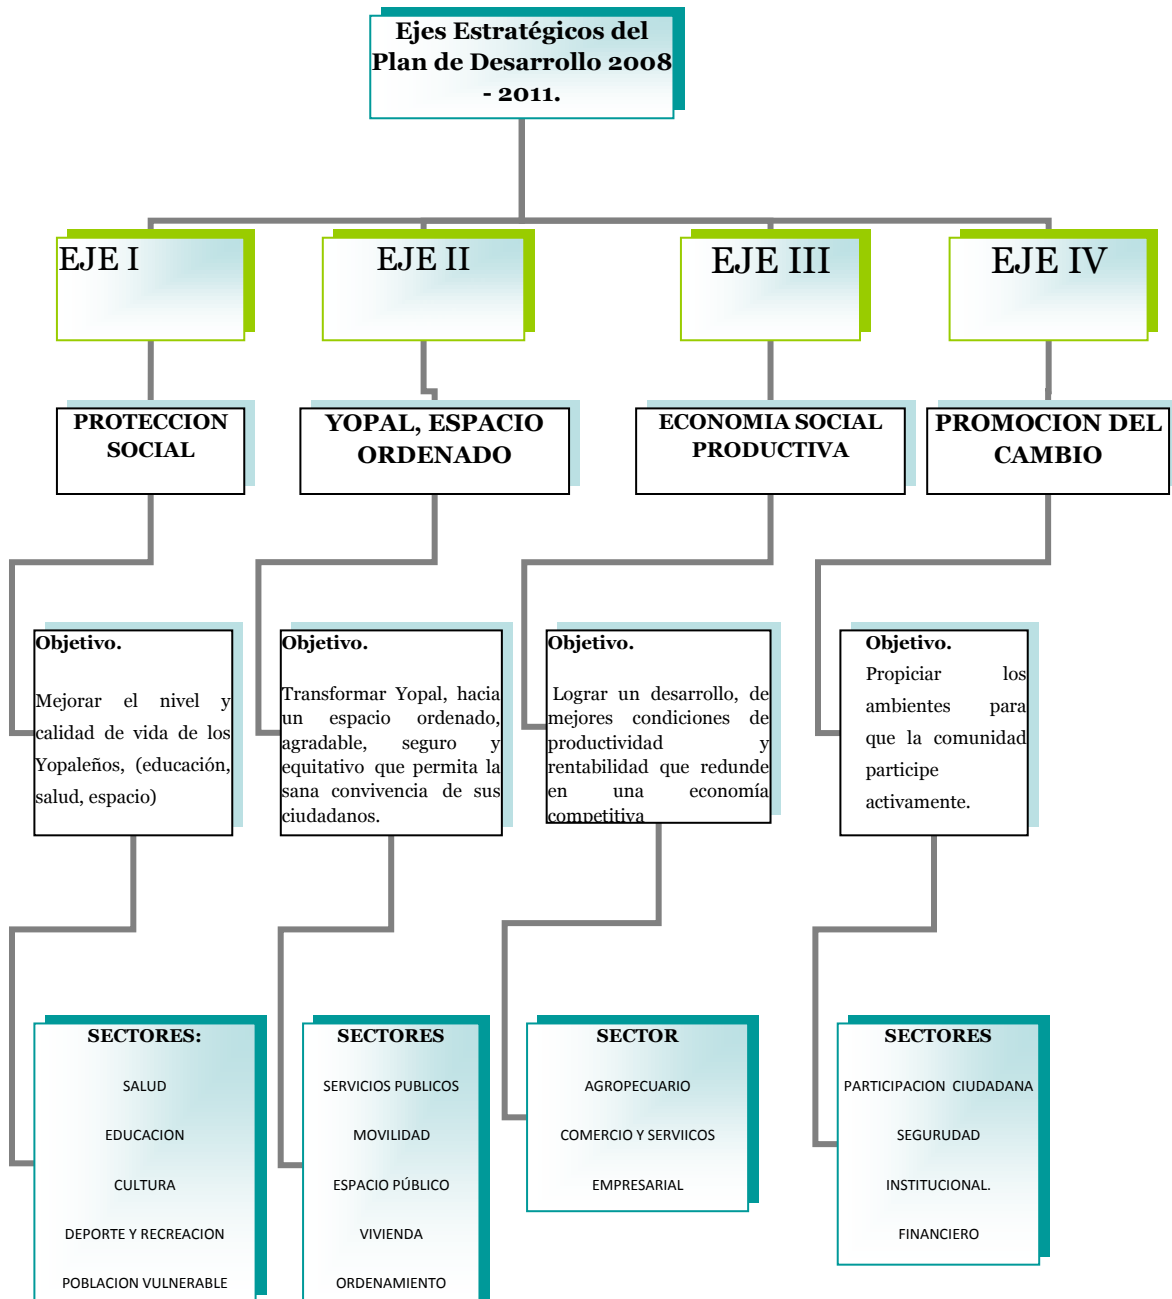 Ejes Estratégicos del
Plan de Desarrollo 2008
- 2011.
EJE I
EJE II
EJE III
EJE IV
PROTECCION
SOCIAL
YOPAL, ESPACIO
ORDENADO
ECONOMIA SOCIAL
PRODUCTIVA
PROMOCION DEL
CAMBIO
Objetivo.
Mejorar el nivel y
calidad de vida de los
Yopaleños, (educación,
salud, espacio)
Objetivo.
Transformar Yopal, hacia
un espacio ordenado,
agradable, seguro y
equitativo que permita la
sana convivencia de sus
ciudadanos.
Objetivo.
Lograr un desarrollo, de
mejores condiciones de
productividad y
rentabilidad que redunde
en una economía
competitiva
Objetivo.
Propiciar los
ambientes para
que la comunidad
participe
activamente.
SECTORES:
SALUD
EDUCACION
CULTURA
DEPORTE Y RECREACION
POBLACION VULNERABLE
SECTORES
SERVICIOS PUBLICOS
MOVILIDAD
ESPACIO PÚBLICO
VIVIENDA
ORDENAMIENTO
SECTOR
AGROPECUARIO
COMERCIO Y SERVIICOS
EMPRESARIAL
SECTORES
PARTICIPACION CIUDADANA
SEGURUDAD
INSTITUCIONAL.
FINANCIERO